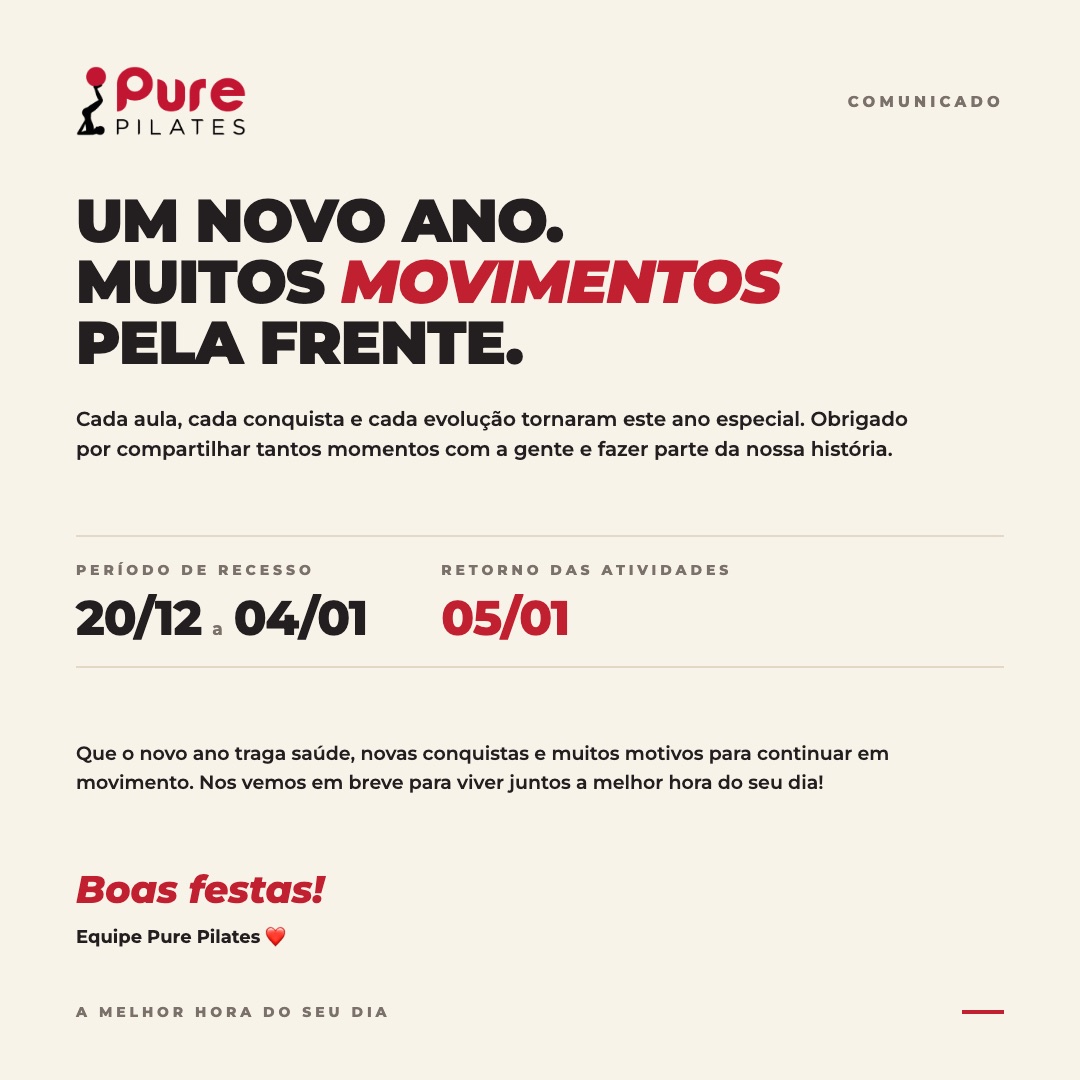 Pure
PILATES
COMUNICADO
UM NOVO ANO.
MUITOS MOVIMENTOS
PELA FRENTE.
Cada aula, cada conquista e cada evolução tornaram este ano especial. Obrigado
por compartilhar tantos momentos com a gente e fazer parte da nossa história.
PERÍODO DE RECESSO
20/12 a 04/01
RETORNO DAS ATIVIDADES
05/01
Que o novo ano traga saúde, novas conquistas e muitos motivos para continuar em
movimento. Nos vemos em breve para viver juntos a melhor hora do seu dia!
Boas festas!
Equipe Pure Pilates ❤️
A MELHOR HORA DO SEU DIA